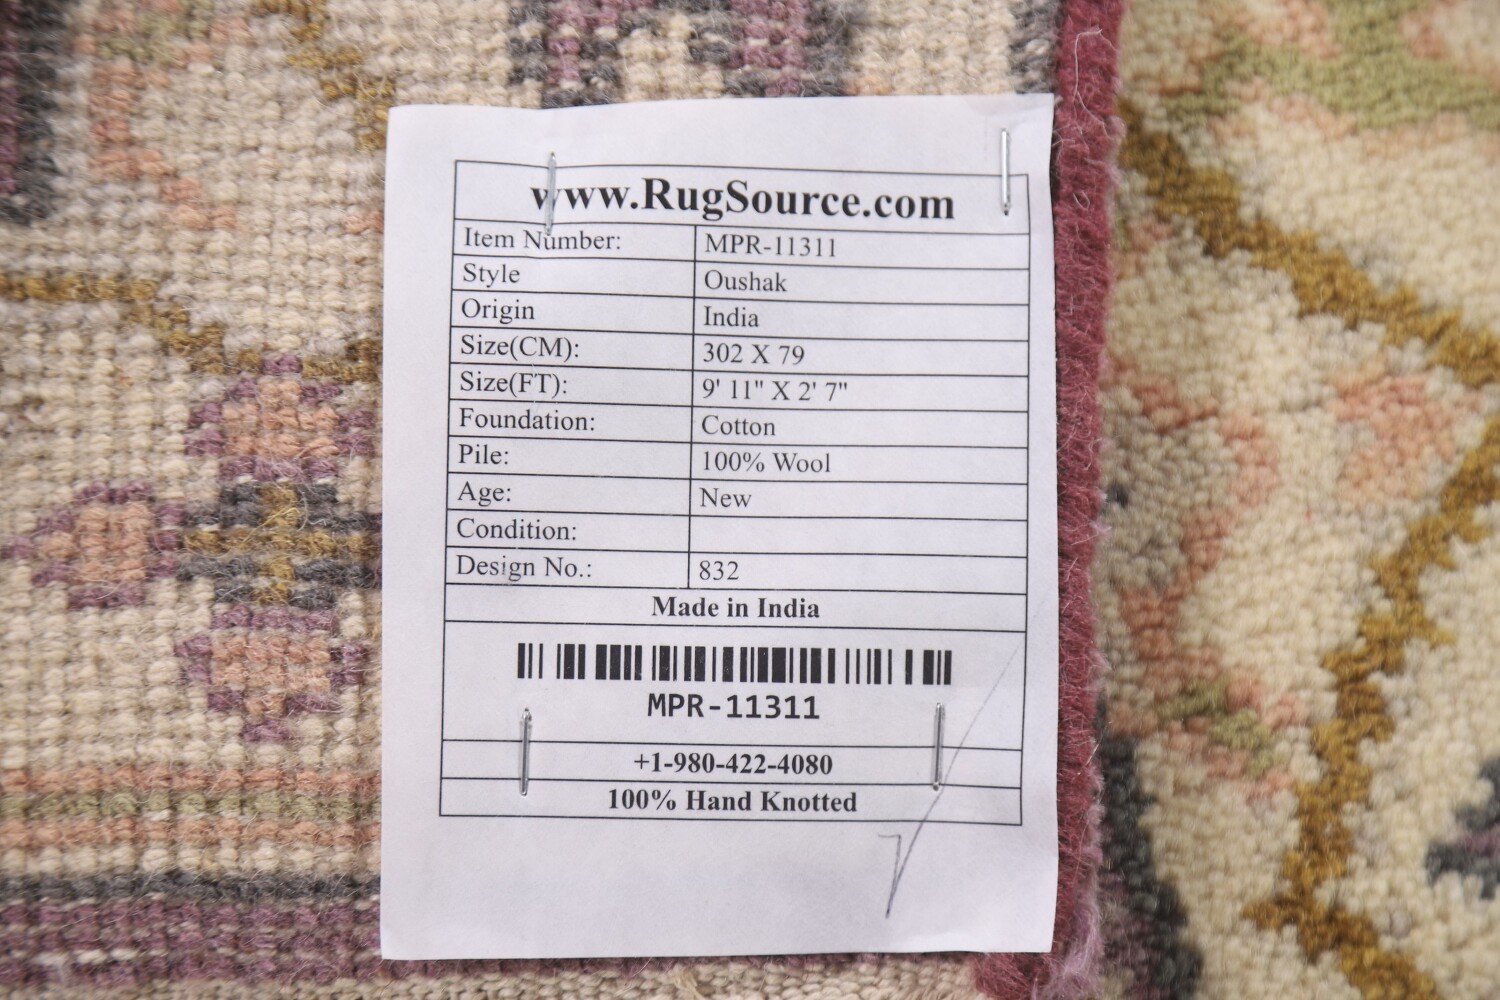 www.RugSource.com
Item Number: MPR-11311
Style Oushak
Origin India
Size(CM): 302 X 79
Size(FT): 9' 11" X 2' 7"
Foundation: Cotton
Pile: 100% Wool
Age: New
Condition:
Design No.: 832
Made in India
MPR-11311
+1-980-422-4080
100% Hand Knotted